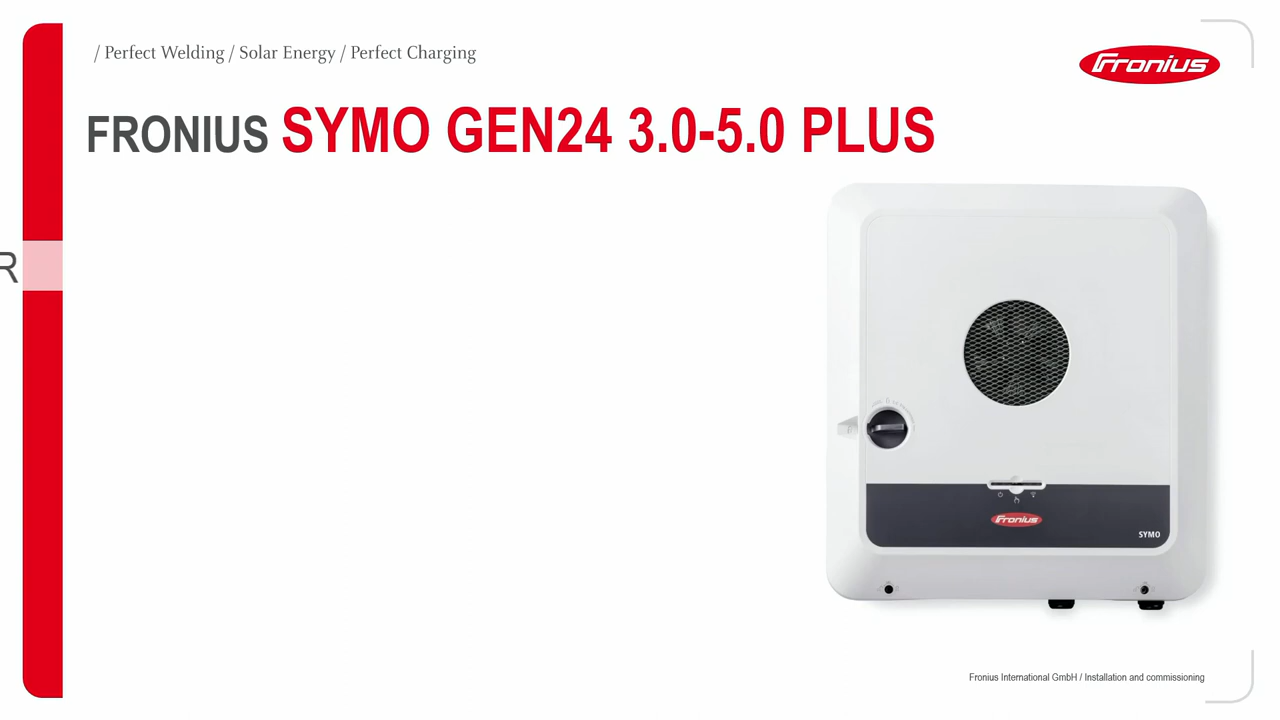 / Perfect Welding / Solar Energy / Perfect Charging
Fronius
FRONIUS SYMO GEN24 3.0-5.0 PLUS
R
Fronius
SYMO
Fronius International GmbH / Installation and commissioning